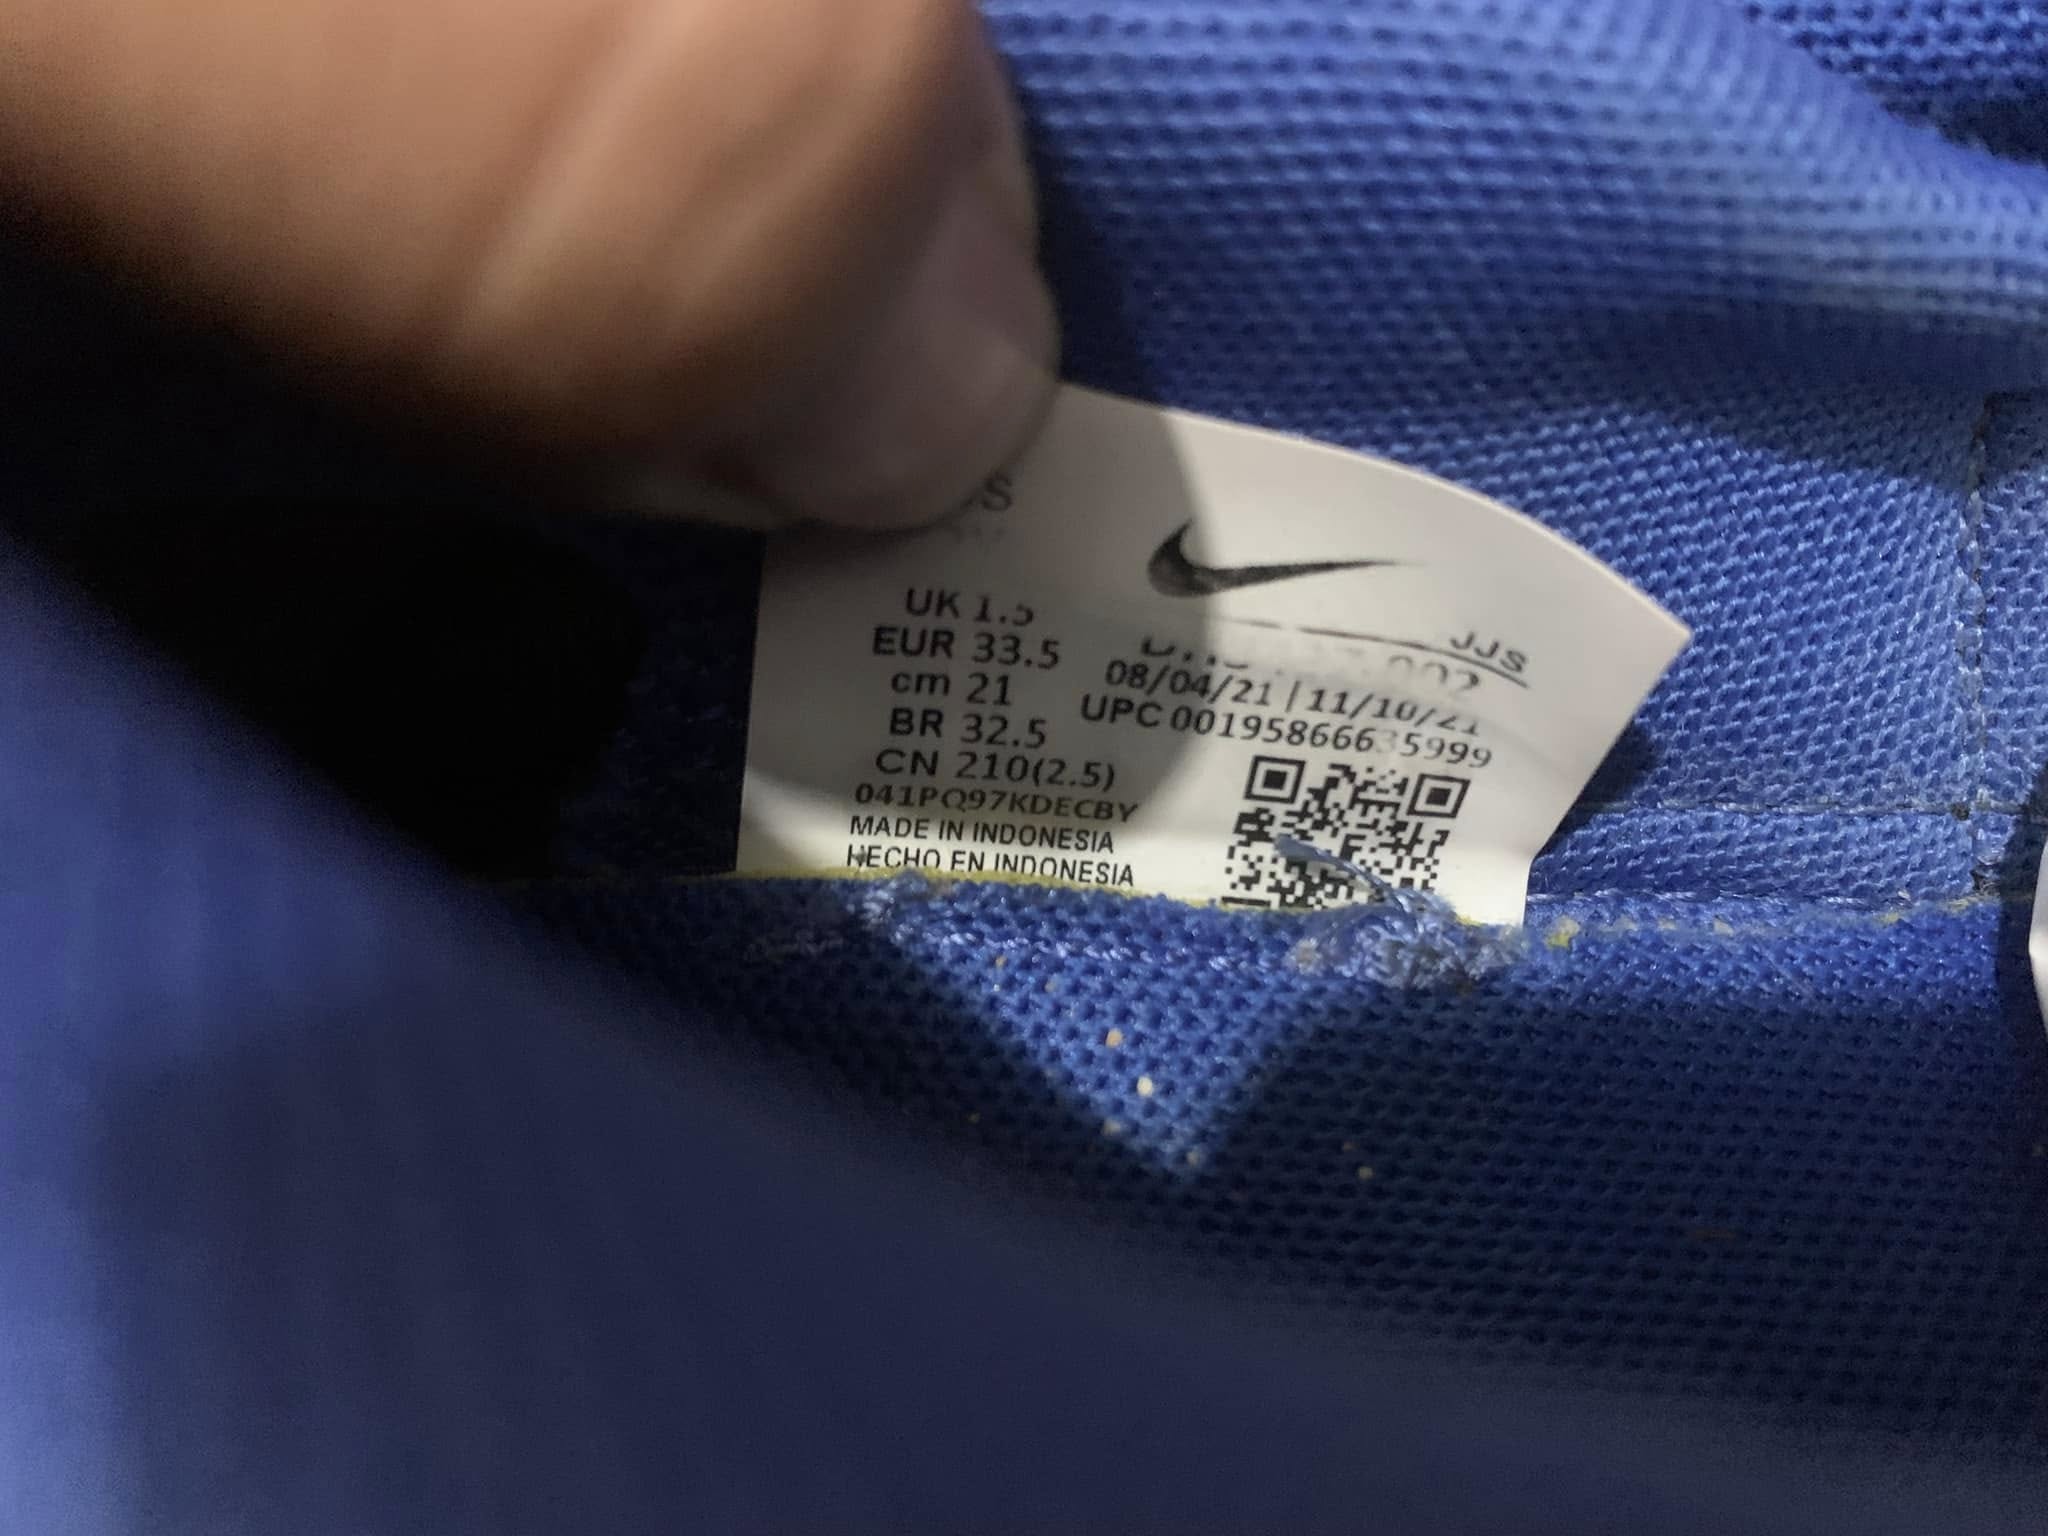 UK 1.5
EUR 33.5
cm 21
BR 32.5
CN 210(2.5)
041PQ97KDECBY
MADE IN INDONESIA
HECHO EN INDONESIA
JJS
08/04/21 | 11/10/21
UPC